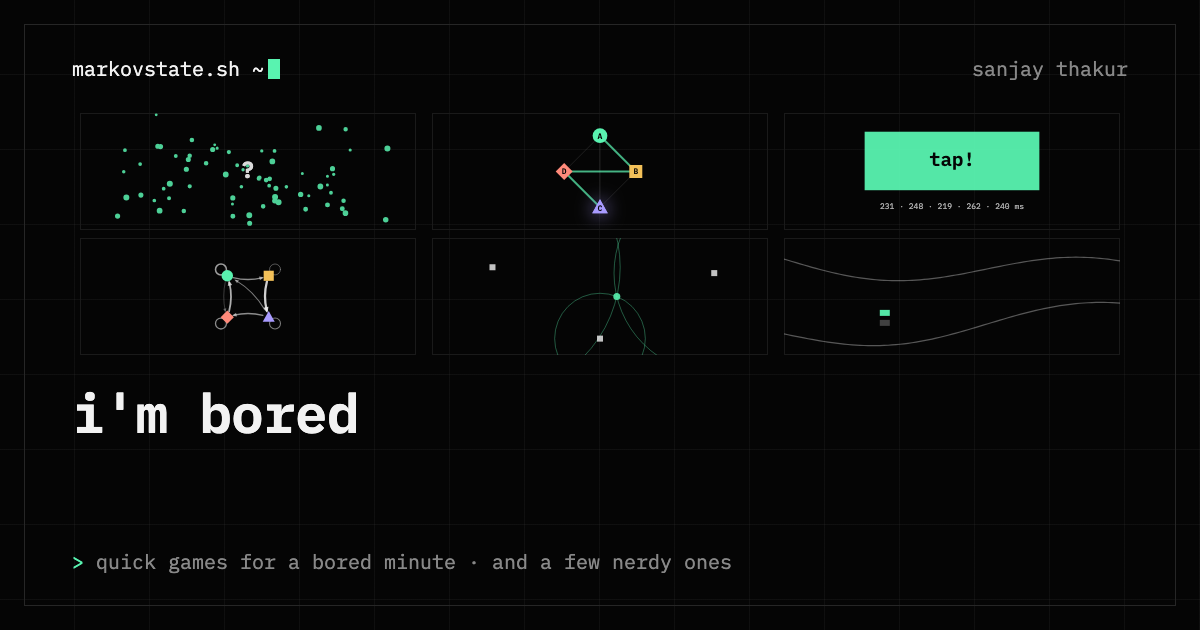 markovstate.sh ~
sanjay thakur
A
D
B
C
tap!
231 · 248 · 219 · 262 · 240 ms
i'm bored
> quick games for a bored minute · and a few nerdy ones